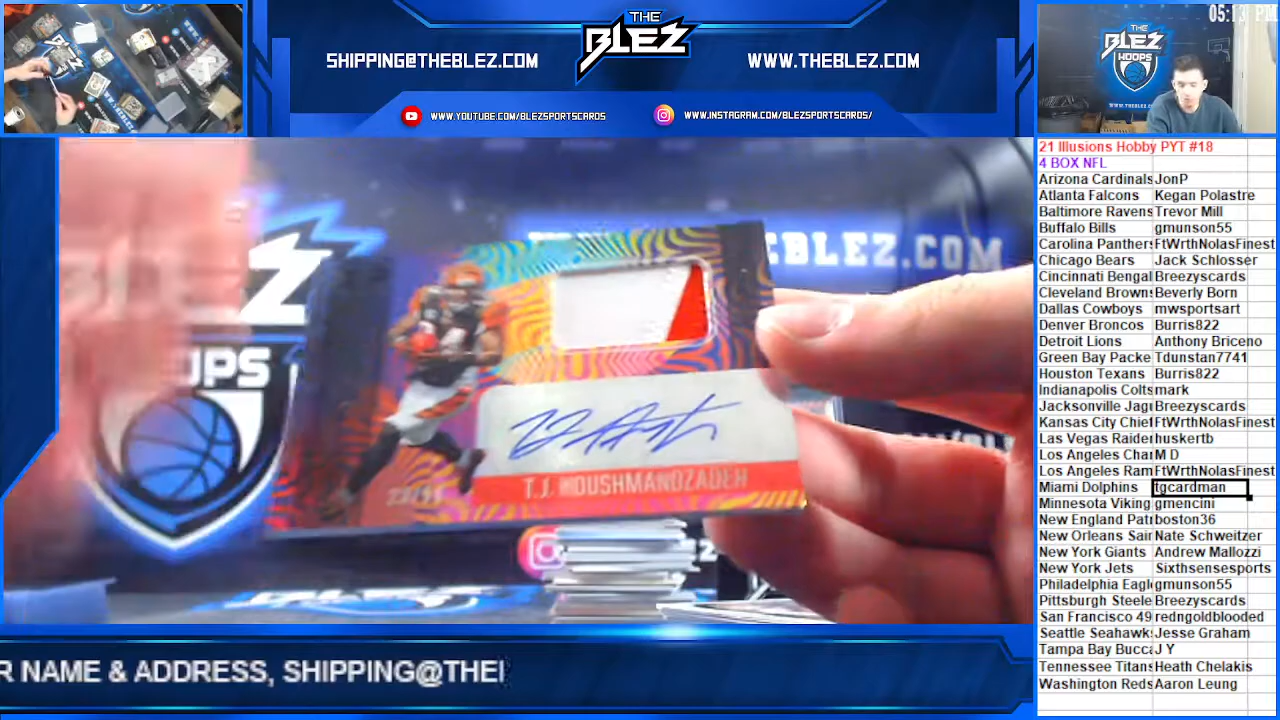 05:13 PM
THE
BLEZ
SHIPPING@THEBLEZ.COM
WWW.THEBLEZ.COM
WWW.YOUTUBE.COM/BLEZSPORTSCARDS
WWW.INSTAGRAM.COM/BLEZSPORTSCARDS/
THE
BLEZ
HOOPS
21 Illusions Hobby PYT #18
4 BOX NFL
Arizona Cardinals JonP
Atlanta Falcons Kegan Polastre
Baltimore Ravens Trevor Mill
Buffalo Bills gmunson55
Carolina Panthers FtWrthNolasFinest
Chicago Bears Jack Schlosser
Cincinnati Bengal Breezyscards
Cleveland Browns Beverly Born
Dallas Cowboys mwsportsart
Denver Broncos Burris822
Detroit Lions Anthony Briceno
Green Bay Packe Tdunstan7741
Houston Texans Burris822
Indianapolis Colts mark
Jacksonville Jagu Breezyscards
Kansas City Chief FtWrthNolasFinest
Las Vegas Raider huskertb
Los Angeles Cha M D
Los Angeles Ram FtWrthNolasFinest
Miami Dolphins tgcardman
Minnesota Viking gmencini
New England Patr boston36
New Orleans Sain Nate Schweitzer
New York Giants Andrew Mallozzi
New York Jets Sixthsensesports
Philadelphia Eagl gmunson55
Pittsburgh Steele Breezyscards
San Francisco 49 redngoldblooded
Seattle Seahawk Jesse Graham
Tampa Bay Bucca J Y
Tennessee Titans Heath Chelakis
Washington Reds Aaron Leung
BLEZ.COM
T.J. HOUSHMANDZADEH
R NAME & ADDRESS, SHIPPING@THE